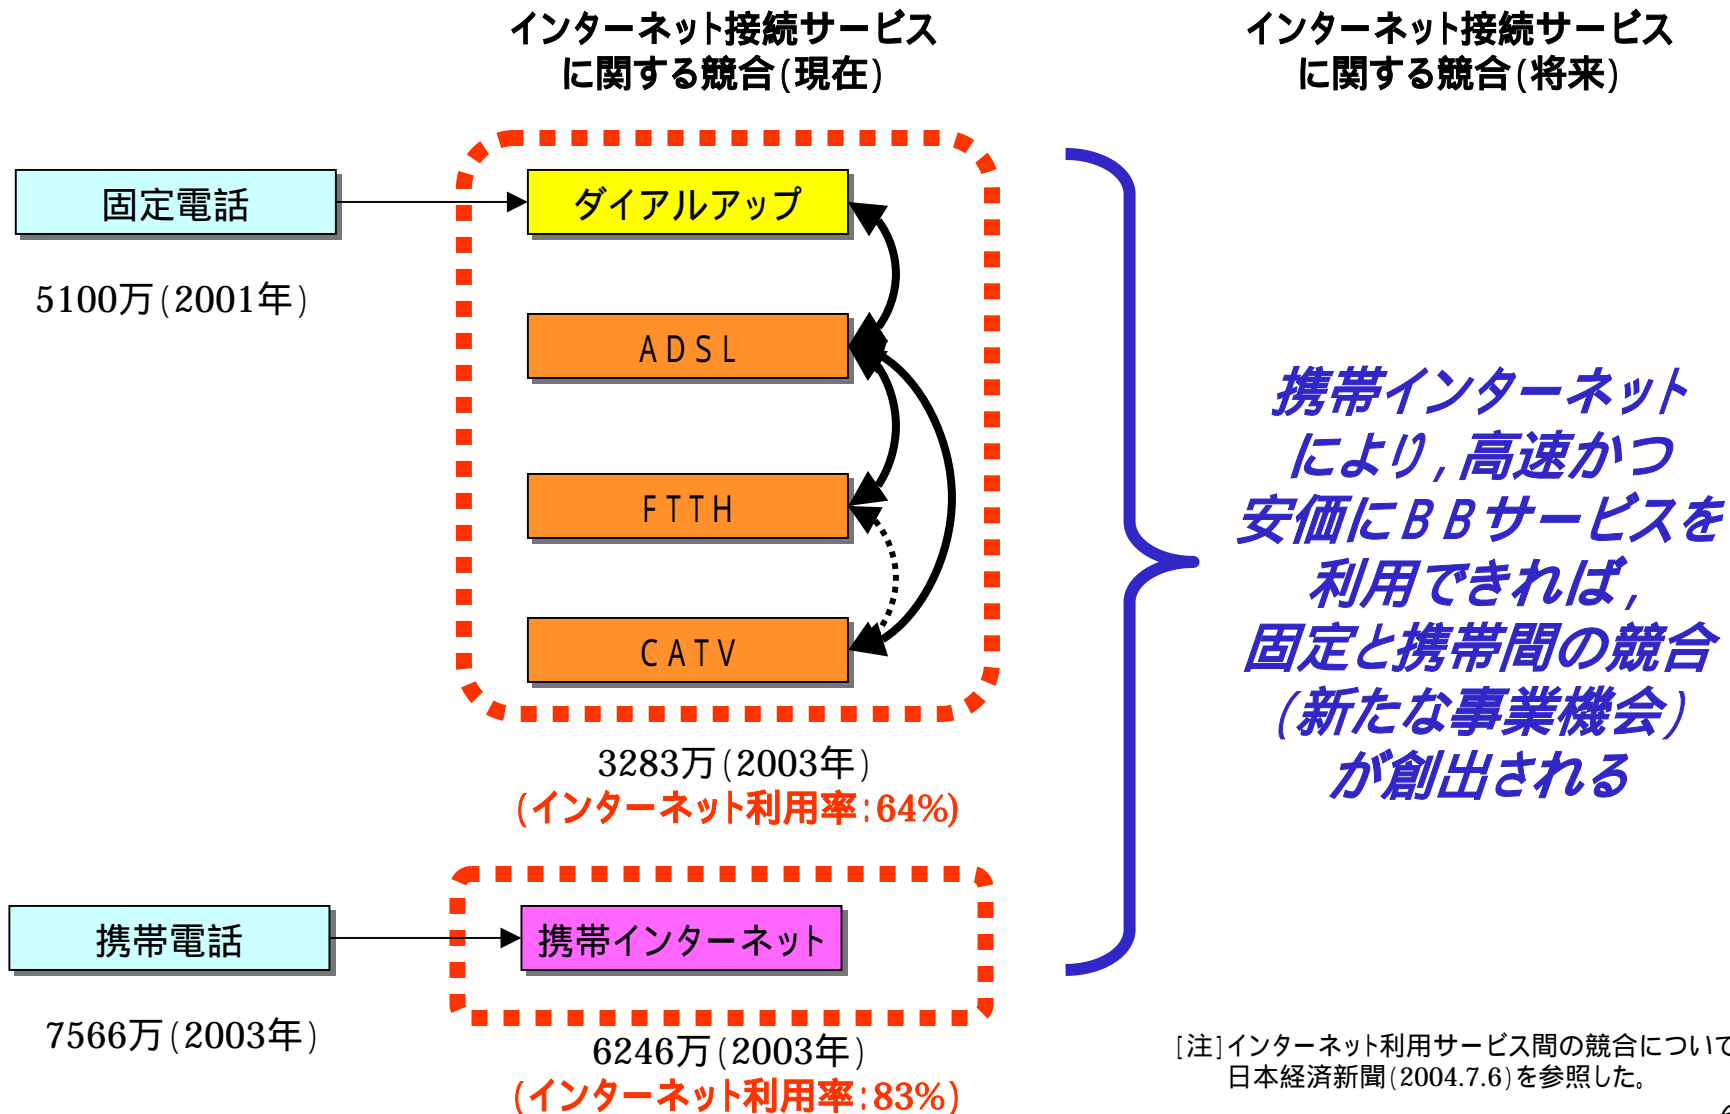 インターネット接続サービス
に関する競合(現在)
インターネット接続サービス
に関する競合(将来)
固定電話
5100万(2001年)
ダイアルアップ
ADSL
FTTH
CATV
3283万(2003年)
(インターネット利用率:64%)
携帯電話
7566万(2003年)
携帯インターネット
6246万(2003年)
(インターネット利用率:83%)
携帯インターネット
により,高速かつ
安価にBBサービスを
利用できれば,
固定と携帯間の競合
(新たな事業機会)
が創出される
[注]インターネット利用サービス間の競合について
日本経済新聞(2004.7.6)を参照した。